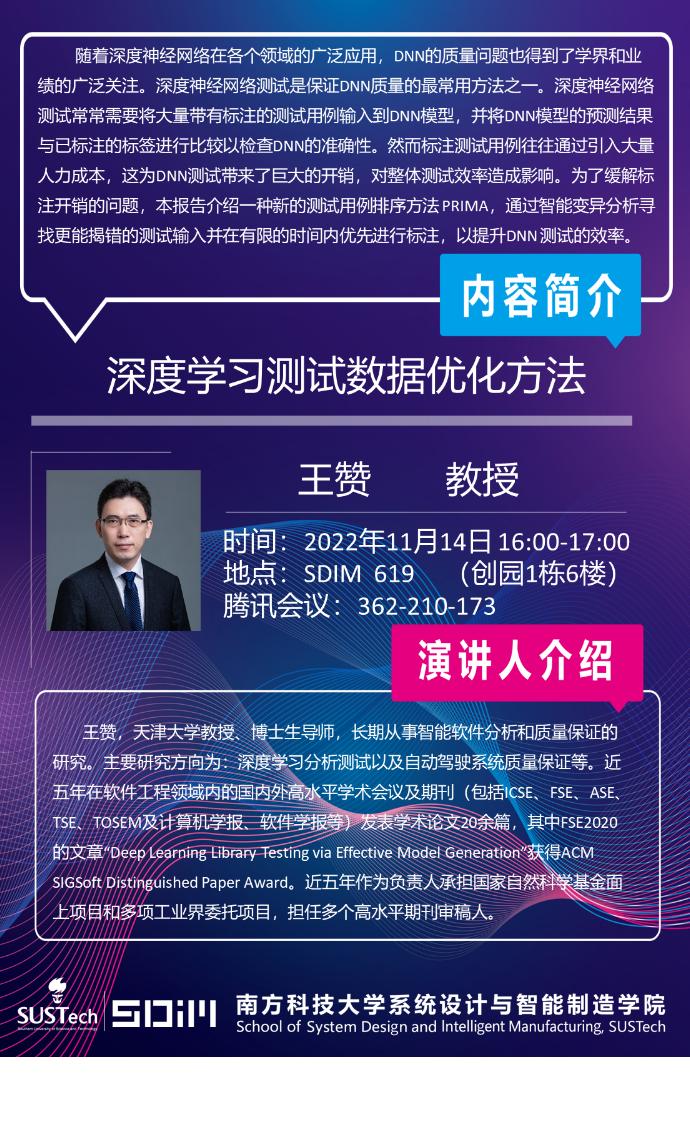 随着深度神经网络在各个领域的广泛应用，DNN的质量问题也得到了学界和业
绩的广泛关注。深度神经网络测试是保证DNN质量的最常用方法之一。深度神经网络
测试常常需要将大量带有标注的测试用例输入到DNN模型，并将DNN模型的预测结果
与已标注的标签进行比较以检查DNN的准确性。然而标注测试用例往往通过引入大量
人力成本，这为DNN测试带来了巨大的开销，对整体测试效率造成影响。为了缓解标
注开销的问题，本报告介绍一种新的测试用例排序方法PRIMA，通过智能变异分析寻
找更能揭错的测试输入并在有限的时间内优先进行标注，以提升DNN测试的效率。
内容简介
深度学习测试数据优化方法
王赞 教授
时间：2022年11月14日 16:00-17:00
地点：SDIM 619 （创园1栋6楼）
腾讯会议：362-210-173
演讲人介绍
王赞，天津大学教授、博士生导师，长期从事智能软件分析和质量保证的
研究。主要研究方向为：深度学习分析测试以及自动驾驶系统质量保证等。近
五年在软件工程领域内的国内外高水平学术会议及期刊（包括ICSE、FSE、ASE、
TSE、TOSEM及计算机学报、软件学报等）发表学术论文20余篇，其中FSE2020
的文章“Deep Learning Library Testing via Effective Model Generation”获得ACM
SIGSoft Distinguished Paper Award。近五年作为负责人承担国家自然科学基金面
上项目和多项工业界委托项目，担任多个高水平期刊审稿人。
SUSTech
Southern University of Science and Technology
SDIM
南方科技大学系统设计与智能制造学院
School of System Design and Intelligent Manufacturing, SUSTech